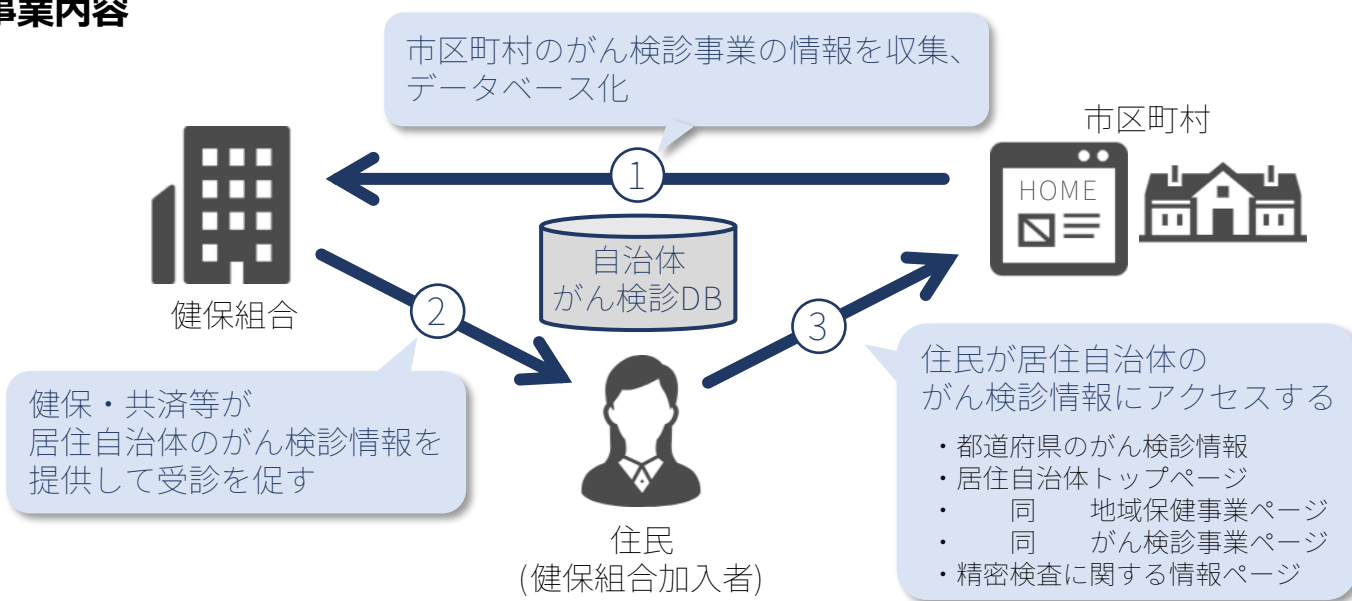 事業内容
市区町村のがん検診事業の情報を収集、
データベース化
市区町村
HOME
①
自治体
がん検診DB
健保組合
②
③
健保・共済等が
居住自治体のがん検診情報を
提供して受診を促す
住民が居住自治体の
がん検診情報にアクセスする
・都道府県のがん検診情報
・居住自治体トップページ
・　　同　　地域保健事業ページ
・　　同　　がん検診事業ページ
・精密検査に関する情報ページ
住民
(健保組合加入者)